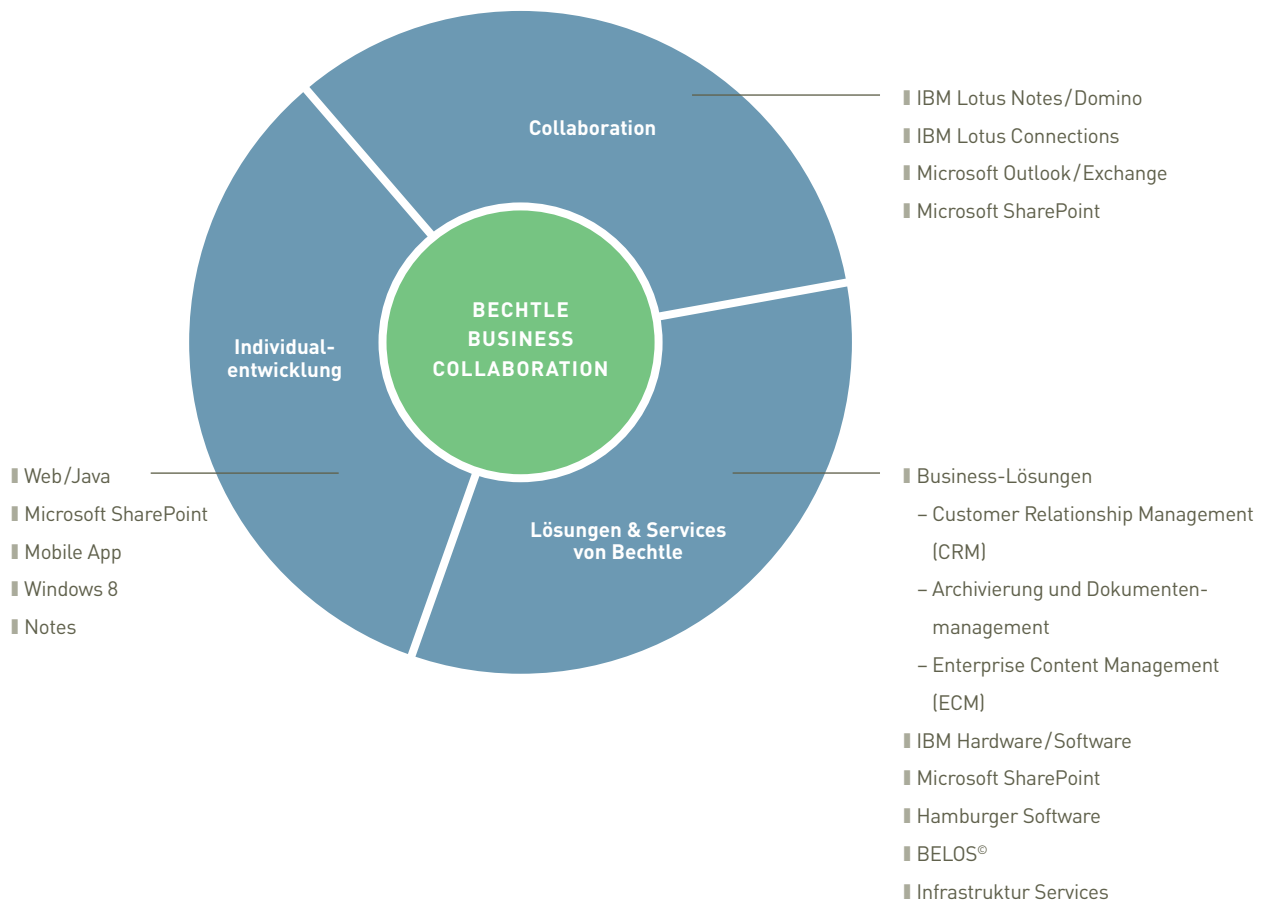 Collaboration
IBM Lotus Notes/Domino
IBM Lotus Connections
Microsoft Outlook/Exchange
Microsoft SharePoint
BECHTLE
BUSINESS
COLLABORATION
Individual-
entwicklung
Web/Java
Microsoft SharePoint
Mobile App
Windows 8
Notes
Lösungen & Services
von Bechtle
Business-Lösungen
– Customer Relationship Management
(CRM)
– Archivierung und Dokumenten-
management
– Enterprise Content Management
(ECM)
IBM Hardware/Software
Microsoft SharePoint
Hamburger Software
BELOS©
Infrastruktur Services